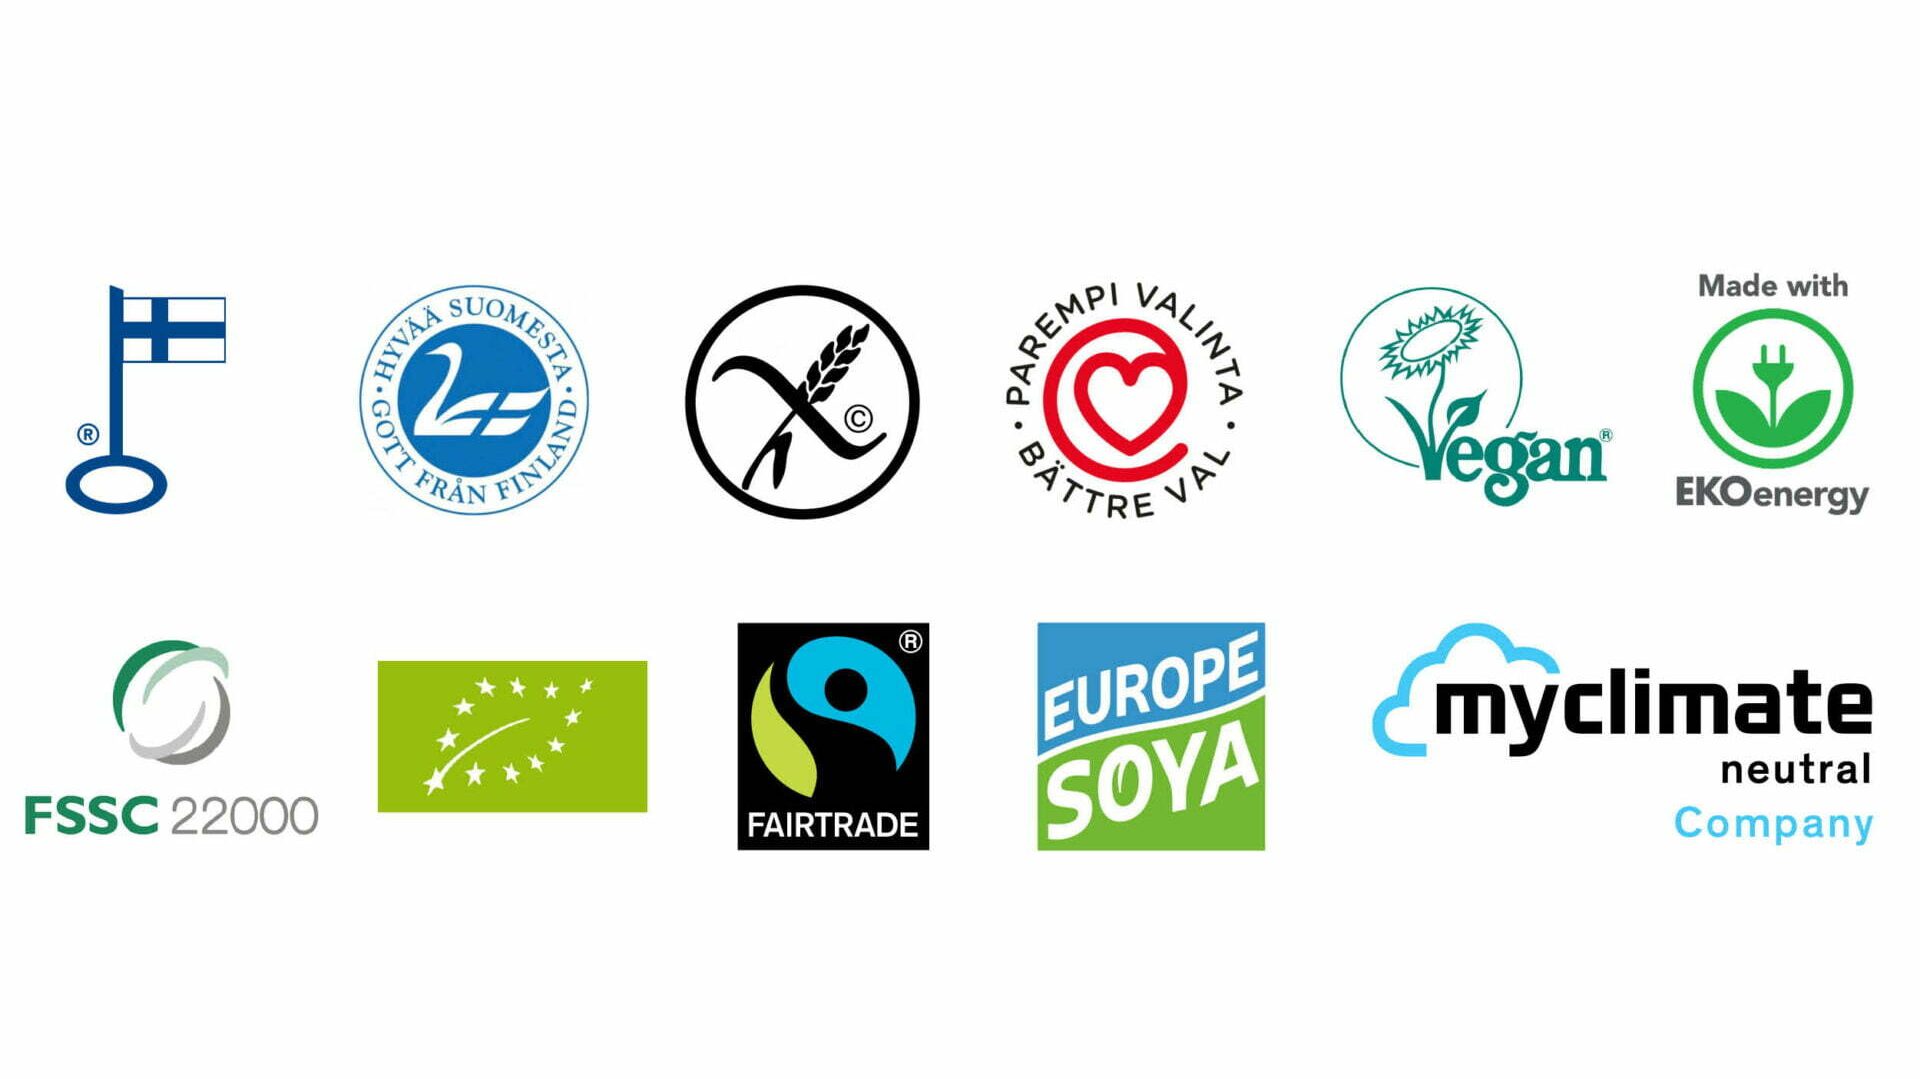 ®
· HYVÄÄ SUOMESTA ·
GOTT FRÅN FINLAND
©
· PAREMPI VALINTA ·
BÄTTRE VAL
Vegan®
Made with
EKOenergy
FSSC 22000
®
FAIRTRADE
EUROPE
SOYA
myclimate
neutral
Company